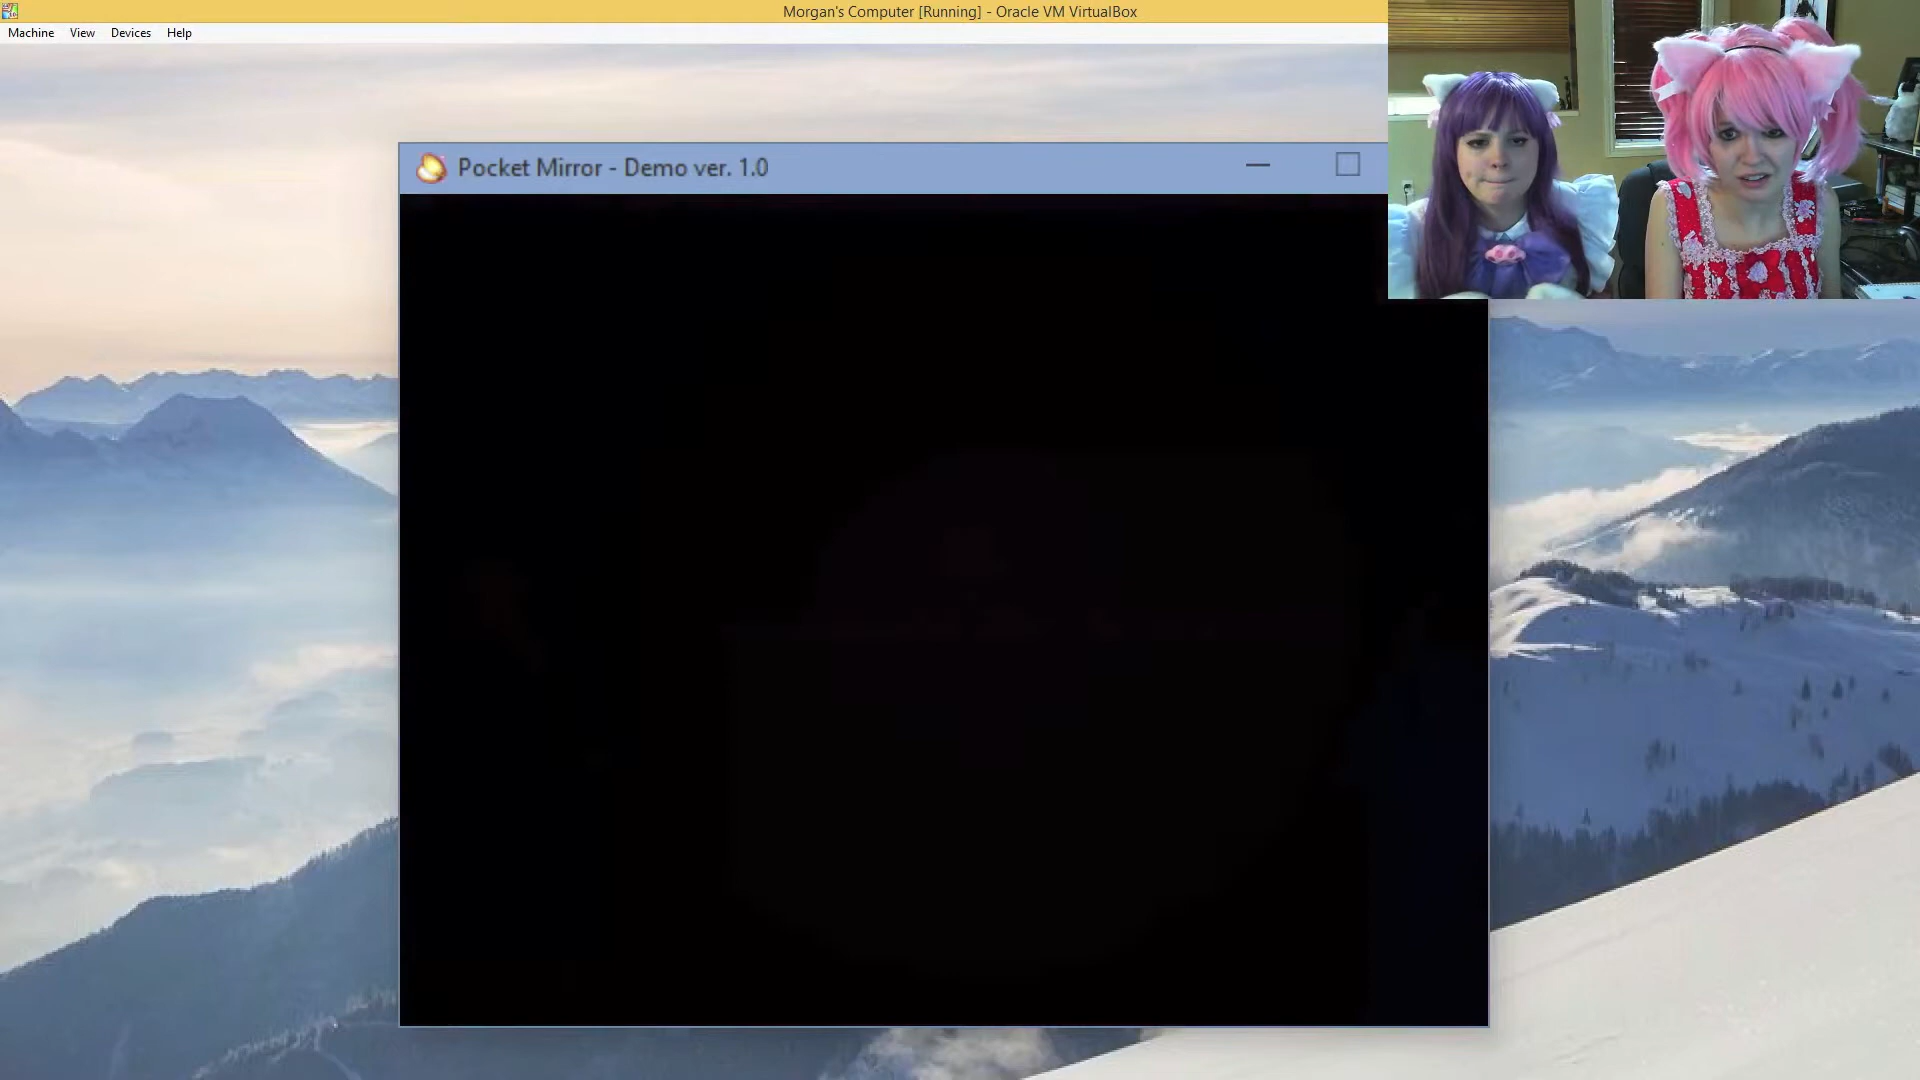 Morgan's Computer [Running] - Oracle VM VirtualBox
Machine View Devices Help
Pocket Mirror - Demo ver. 1.0